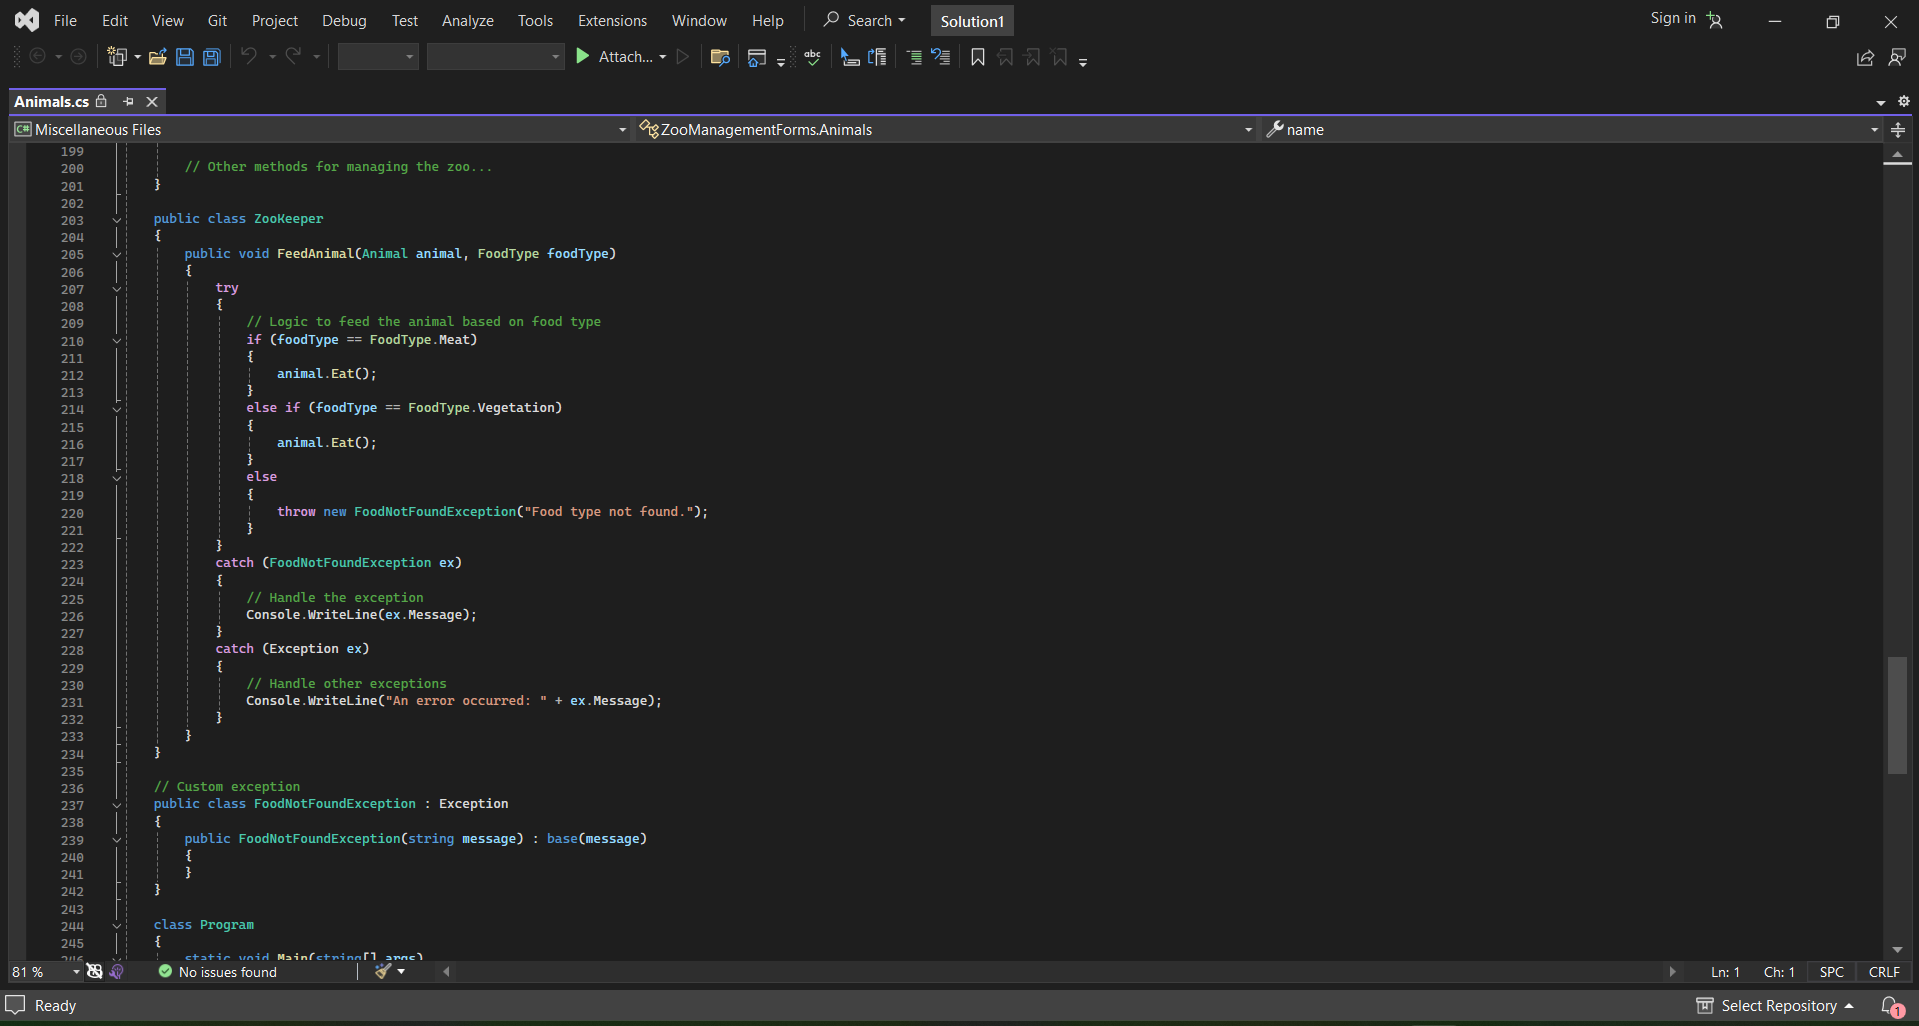 File Edit View Git Project Debug Test Analyze Tools Extensions Window Help Search Solution1 Sign in
Attach...
Animals.cs
C# Miscellaneous Files ZooManagementForms.Animals name
199
200 // Other methods for managing the zoo...
201 }
202
203 public class ZooKeeper
204 {
205 public void FeedAnimal(Animal animal, FoodType foodType)
206 {
207 try
208 {
209 // Logic to feed the animal based on food type
210 if (foodType == FoodType.Meat)
211 {
212 animal.Eat();
213 }
214 else if (foodType == FoodType.Vegetation)
215 {
216 animal.Eat();
217 }
218 else
219 {
220 throw new FoodNotFoundException("Food type not found.");
221 }
222 }
223 catch (FoodNotFoundException ex)
224 {
225 // Handle the exception
226 Console.WriteLine(ex.Message);
227 }
228 catch (Exception ex)
229 {
230 // Handle other exceptions
231 Console.WriteLine("An error occurred: " + ex.Message);
232 }
233 }
234 }
235
236 // Custom exception
237 public class FoodNotFoundException : Exception
238 {
239 public FoodNotFoundException(string message) : base(message)
240 {
241 }
242 }
243
244 class Program
245 {
246 static void Main(string[] args)
81 % No issues found Ln: 1 Ch: 1 SPC CRLF
Ready Select Repository 1